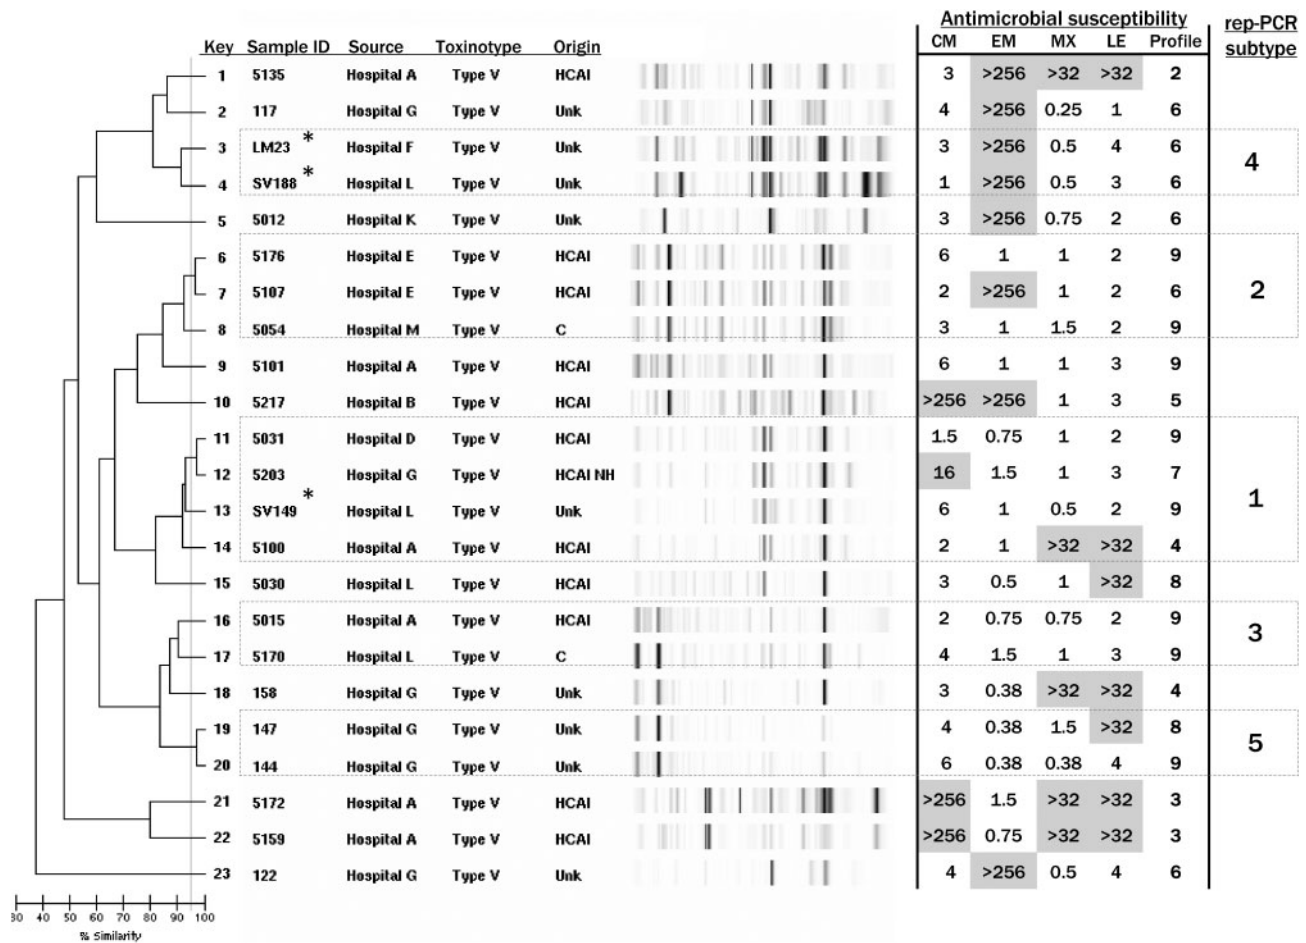 Antimicrobial susceptibility rep-PCR
Key Sample ID Source Toxinotype Origin CM EM MX LE Profile subtype
1 5135 Hospital A Type V HCAI 3 >256 >32 >32 2
2 117 Hospital G Type V Unk 4 >256 0.25 1 6
3 LM23 * Hospital F Type V Unk 3 >256 0.5 4 6
4
4 SV188 * Hospital L Type V Unk 1 >256 0.5 3 6
5 5012 Hospital K Type V Unk 3 >256 0.75 2 6
6 5176 Hospital E Type V HCAI 6 1 1 2 9
7 5107 Hospital E Type V HCAI 2 >256 1 2 6 2
8 5054 Hospital M Type V C 3 1 1.5 2 9
9 5101 Hospital A Type V HCAI 6 1 1 3 9
10 5217 Hospital B Type V HCAI >256 >256 1 3 5
11 5031 Hospital D Type V HCAI 1.5 0.75 1 2 9
12 5203 Hospital G Type V HCAI NH 16 1.5 1 3 7
1
13 SV149 * Hospital L Type V Unk 6 1 0.5 2 9
14 5100 Hospital A Type V HCAI 2 1 >32 >32 4
15 5030 Hospital L Type V HCAI 3 0.5 1 >32 8
16 5015 Hospital A Type V HCAI 2 0.75 0.75 2 9
3
17 5170 Hospital L Type V C 4 1.5 1 3 9
18 158 Hospital G Type V Unk 3 0.38 >32 >32 4
19 147 Hospital G Type V Unk 4 0.38 1.5 >32 8
5
20 144 Hospital G Type V Unk 6 0.38 0.38 4 9
21 5172 Hospital A Type V HCAI >256 1.5 >32 >32 3
22 5159 Hospital A Type V HCAI >256 0.75 >32 >32 3
23 122 Hospital G Type V Unk 4 >256 0.5 4 6
30 40 50 60 70 80 90 100
% Similarity